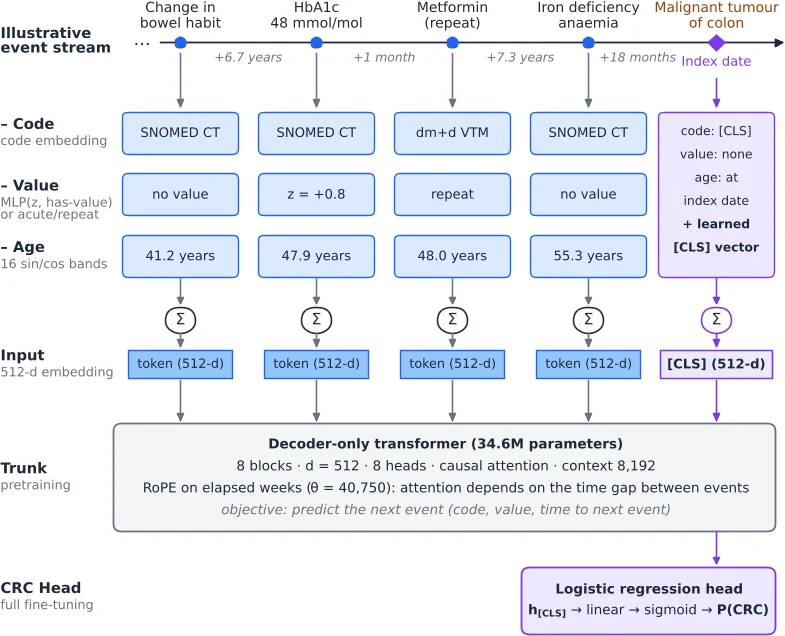 Illustrative
event stream
...
Change in
bowel habit
HbA1c
48 mmol/mol
Metformin
(repeat)
Iron deficiency
anaemia
Malignant tumour
of colon
+6.7 years
+1 month
+7.3 years
+18 months
Index date
– Code
code embedding
SNOMED CT
SNOMED CT
dm+d VTM
SNOMED CT
– Value
MLP(z, has-value)
or acute/repeat
no value
z = +0.8
repeat
no value
– Age
16 sin/cos bands
41.2 years
47.9 years
48.0 years
55.3 years
code: [CLS]
value: none
age: at
index date
+ learned
[CLS] vector
Σ
Σ
Σ
Σ
Σ
Input
512-d embedding
token (512-d)
token (512-d)
token (512-d)
token (512-d)
[CLS] (512-d)
Trunk
pretraining
Decoder-only transformer (34.6M parameters)
8 blocks · d = 512 · 8 heads · causal attention · context 8,192
RoPE on elapsed weeks (θ = 40,750): attention depends on the time gap between events
objective: predict the next event (code, value, time to next event)
CRC Head
full fine-tuning
Logistic regression head
h[CLS] → linear → sigmoid → P(CRC)